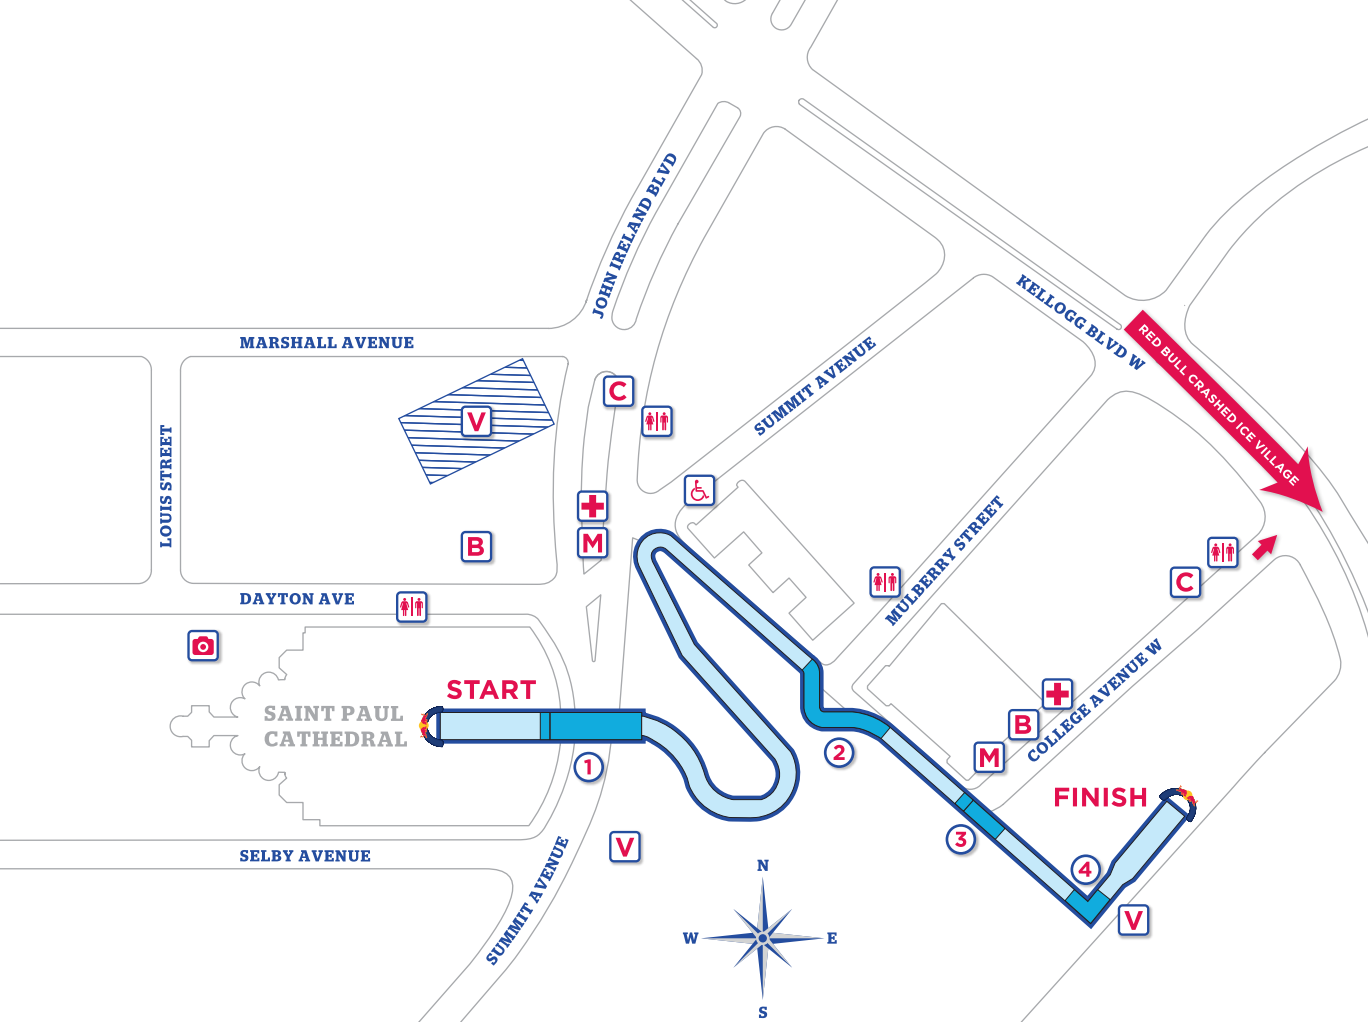 JOHN IRELAND BLVD
KELLOGG BLVD W
RED BULL CRASHED ICE VILLAGE
MARSHALL AVENUE
SUMMIT AVENUE
C
V
LOUIS STREET
MULBERRY STREET
B
M
C
DAYTON AVE
START
SAINT PAUL
CATHEDRAL
COLLEGE AVENUE W
B
M
1
2
FINISH
3
V
SELBY AVENUE
4
SUMMIT AVENUE
V
N
W
E
S